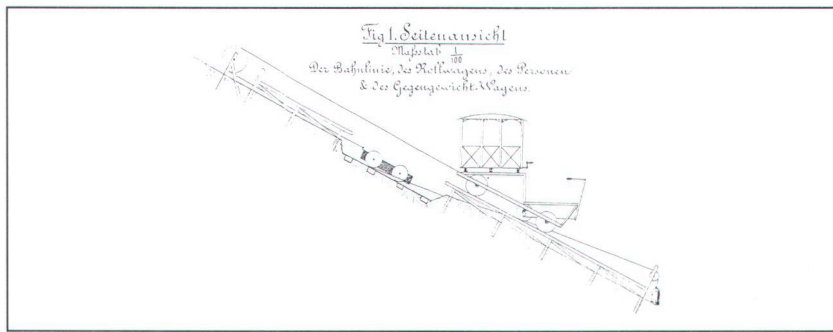 Fig 1. Seitenansicht
Maßstab 1/100
Der Bahnlinie, des Rollwagens, des Personen
& des Gegengewicht-Wagens.